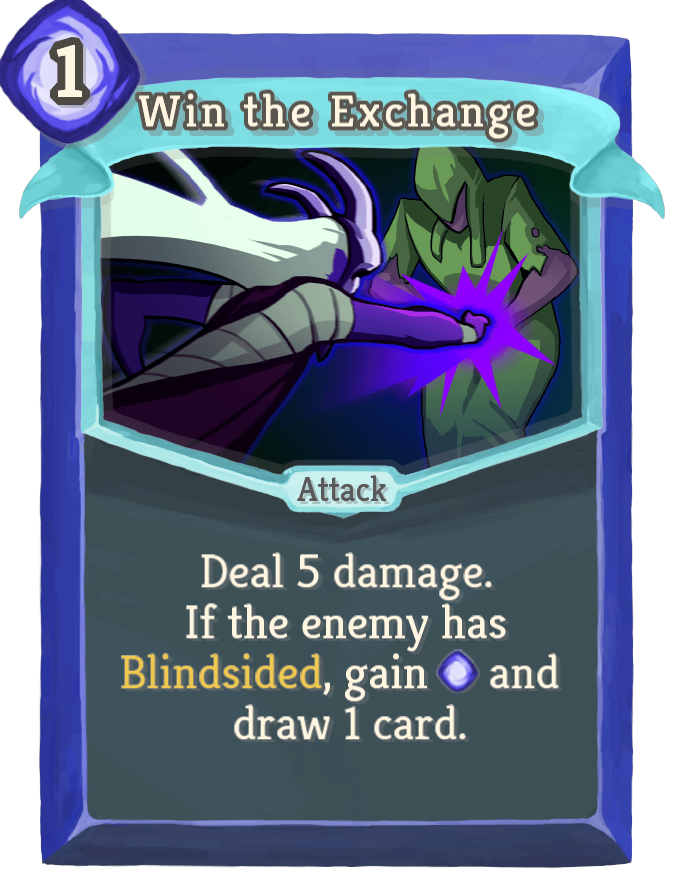 1
Win the Exchange
Attack
Deal 5 damage.
If the enemy has
Blindsided, gain and
draw 1 card.